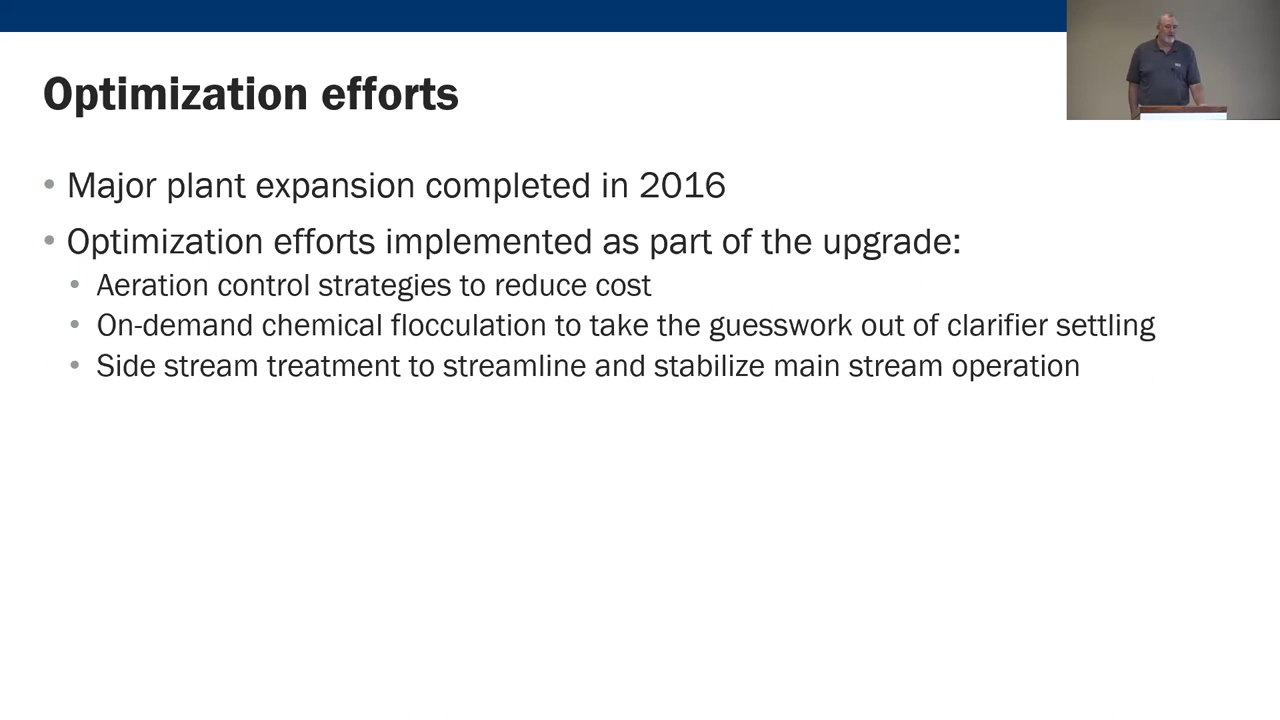 Optimization efforts
• Major plant expansion completed in 2016
• Optimization efforts implemented as part of the upgrade:
• Aeration control strategies to reduce cost
• On-demand chemical flocculation to take the guesswork out of clarifier settling
• Side stream treatment to streamline and stabilize main stream operation